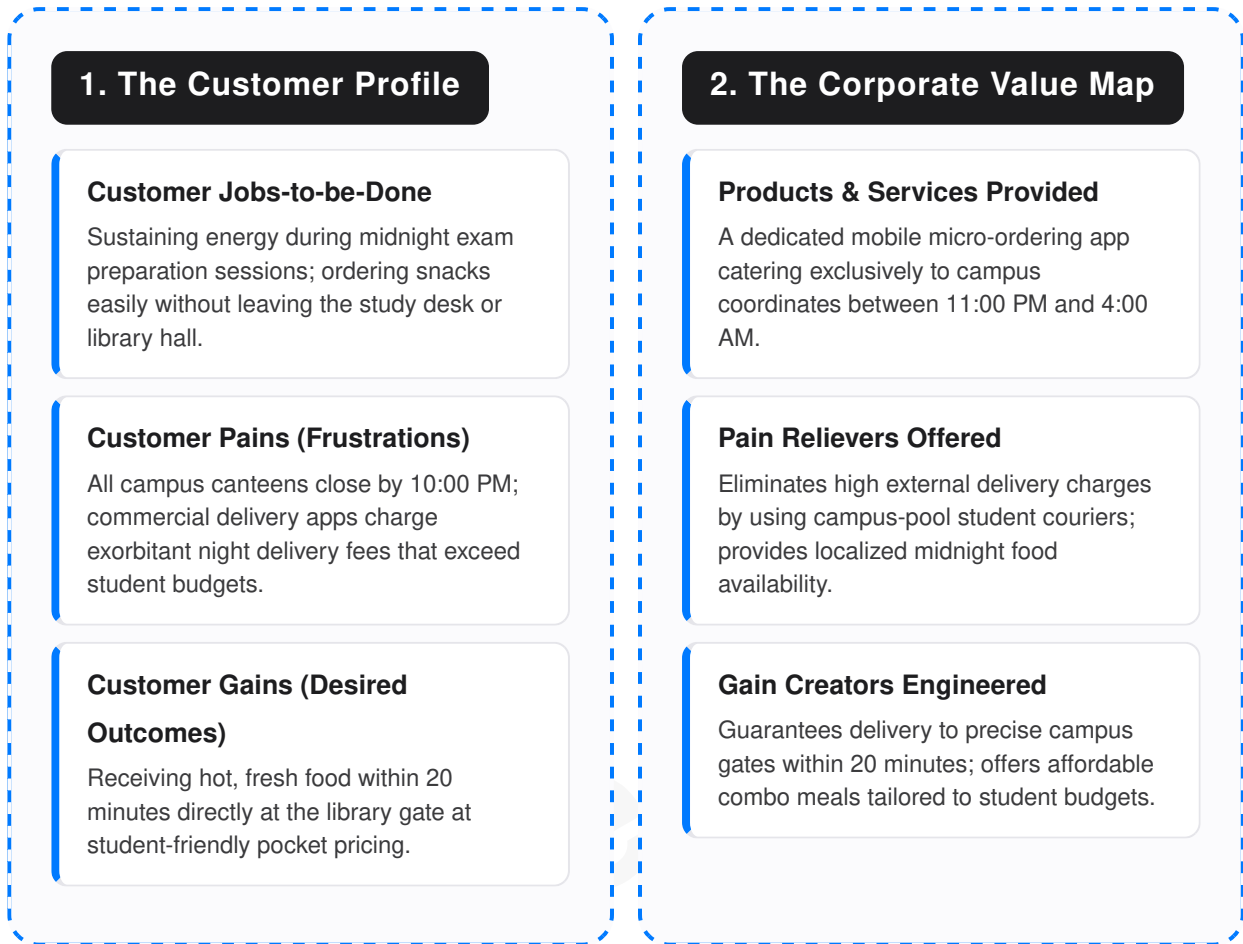 1. The Customer Profile
Customer Jobs-to-be-Done
Sustaining energy during midnight exam
preparation sessions; ordering snacks
easily without leaving the study desk or
library hall.
Customer Pains (Frustrations)
All campus canteens close by 10:00 PM;
commercial delivery apps charge
exorbitant night delivery fees that exceed
student budgets.
Customer Gains (Desired
Outcomes)
Receiving hot, fresh food within 20
minutes directly at the library gate at
student-friendly pocket pricing.
2. The Corporate Value Map
Products & Services Provided
A dedicated mobile micro-ordering app
catering exclusively to campus
coordinates between 11:00 PM and 4:00
AM.
Pain Relievers Offered
Eliminates high external delivery charges
by using campus-pool student couriers;
provides localized midnight food
availability.
Gain Creators Engineered
Guarantees delivery to precise campus
gates within 20 minutes; offers affordable
combo meals tailored to student budgets.